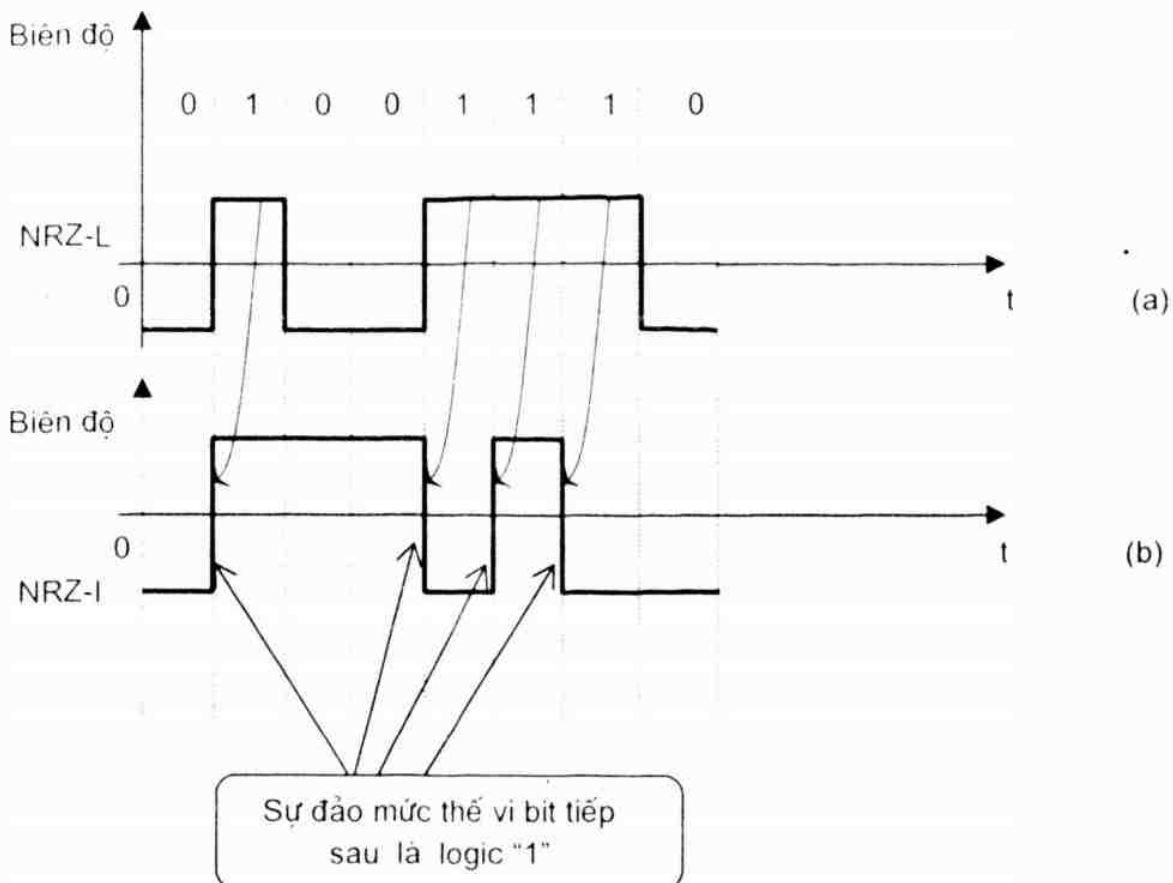 Biên độ
0 1 0 0 1 1 1 0
NRZ-L
0
t
(a)
Biên độ
0
t
(b)
NRZ-I
Sự đảo mức thế vi bit tiếp
sau là logic “1”